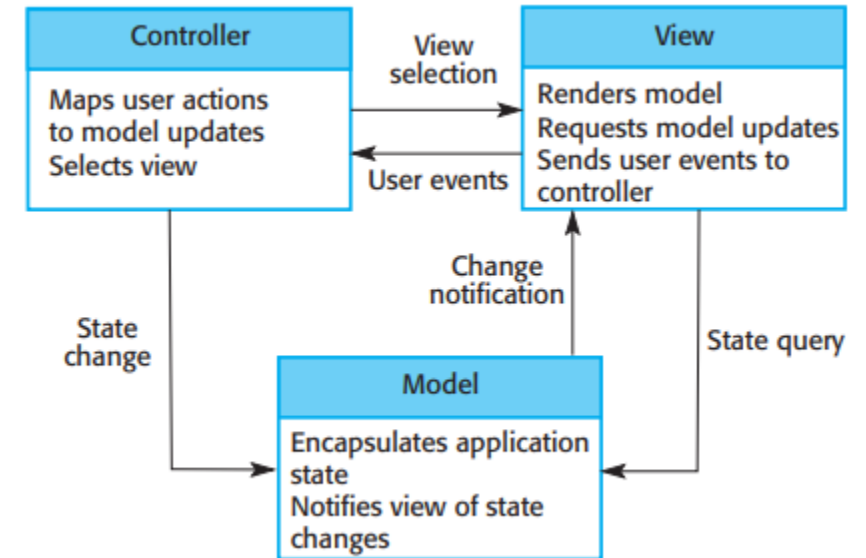 Controller
Maps user actions
to model updates
Selects view
View
selection
User events
View
Renders model
Requests model updates
Sends user events to
controller
State
change
Change
notification
State query
Model
Encapsulates application
state
Notifies view of state
changes